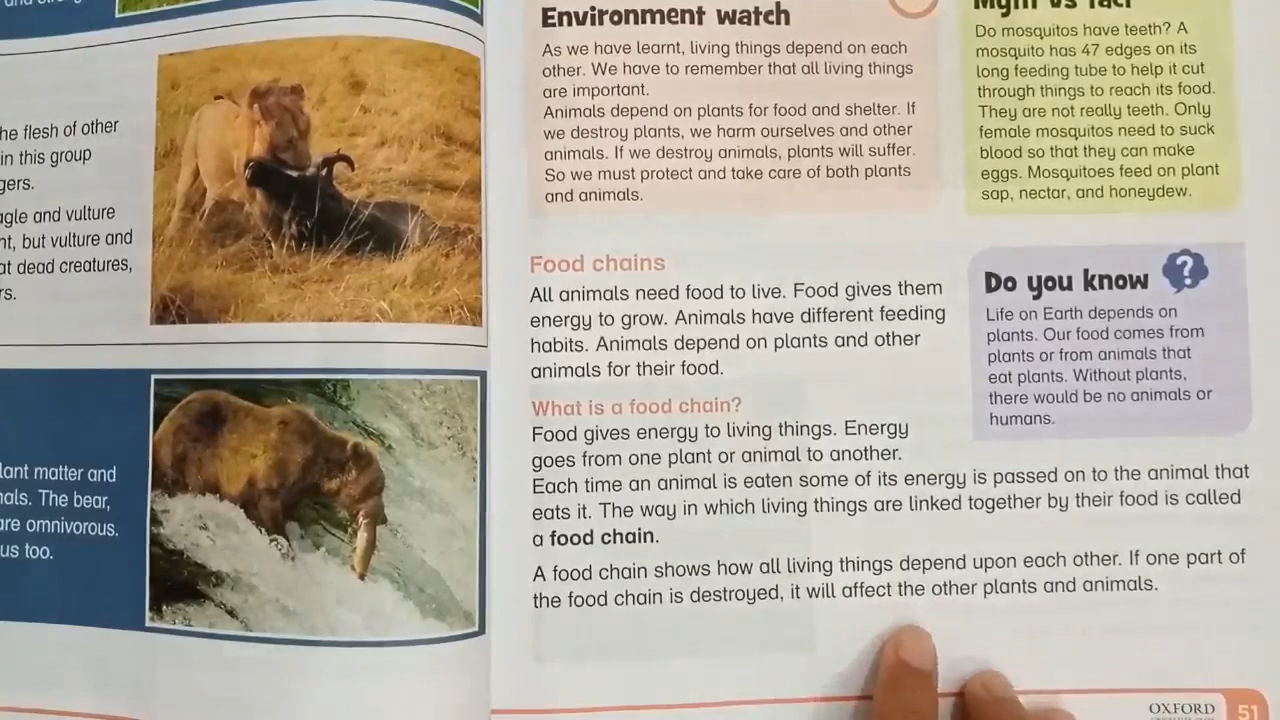 he flesh of other
in this group
gers.
agle and vulture
nt, but vulture and
at dead creatures,
rs.
lant matter and
nals. The bear,
are omnivorous.
us too.
Environment watch
As we have learnt, living things depend on each
other. We have to remember that all living things
are important.
Animals depend on plants for food and shelter. If
we destroy plants, we harm ourselves and other
animals. If we destroy animals, plants will suffer.
So we must protect and take care of both plants
and animals.
Myth vs fact
Do mosquitos have teeth? A
mosquito has 47 edges on its
long feeding tube to help it cut
through things to reach its food.
They are not really teeth. Only
female mosquitos need to suck
blood so that they can make
eggs. Mosquitoes feed on plant
sap, nectar, and honeydew.
Food chains
All animals need food to live. Food gives them
energy to grow. Animals have different feeding
habits. Animals depend on plants and other
animals for their food.
Do you know
?
Life on Earth depends on
plants. Our food comes from
plants or from animals that
eat plants. Without plants,
there would be no animals or
humans.
What is a food chain?
Food gives energy to living things. Energy
goes from one plant or animal to another.
Each time an animal is eaten some of its energy is passed on to the animal that
eats it. The way in which living things are linked together by their food is called
a food chain.
A food chain shows how all living things depend upon each other. If one part of
the food chain is destroyed, it will affect the other plants and animals.
OXFORD
51